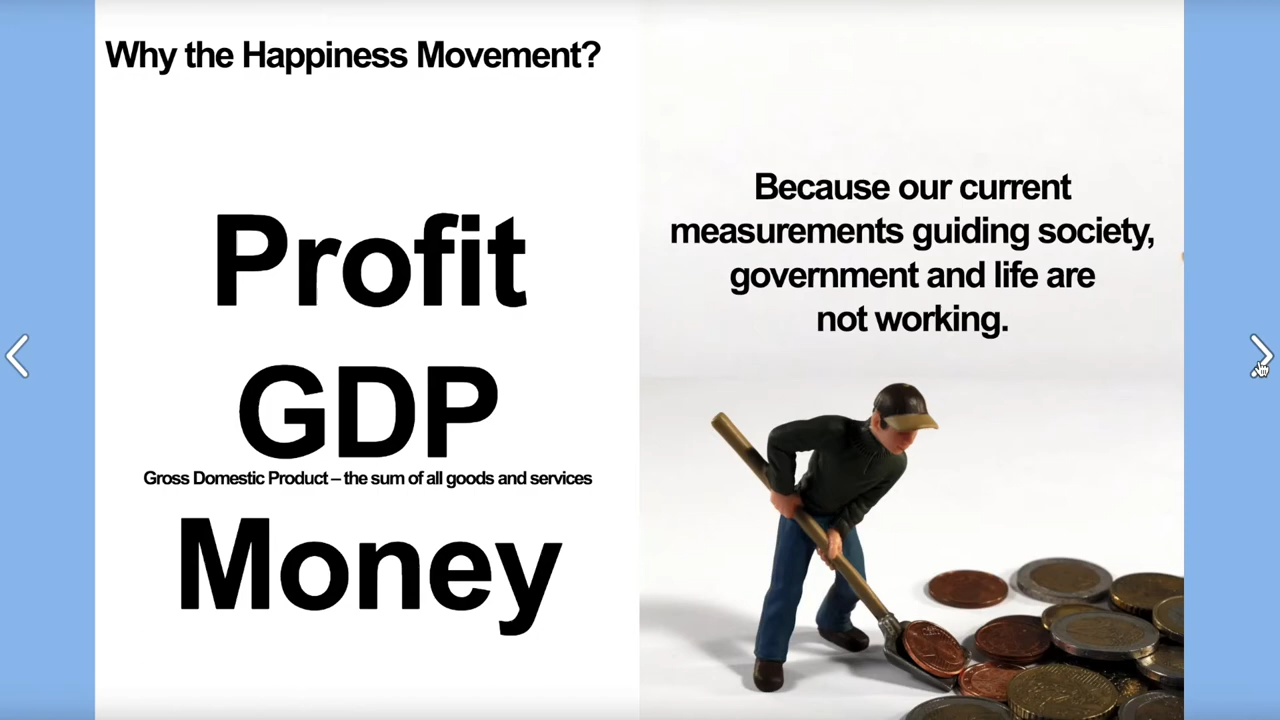 Why the Happiness Movement?
Profit
GDP
Gross Domestic Product – the sum of all goods and services
Money
Because our current
measurements guiding society,
government and life are
not working.